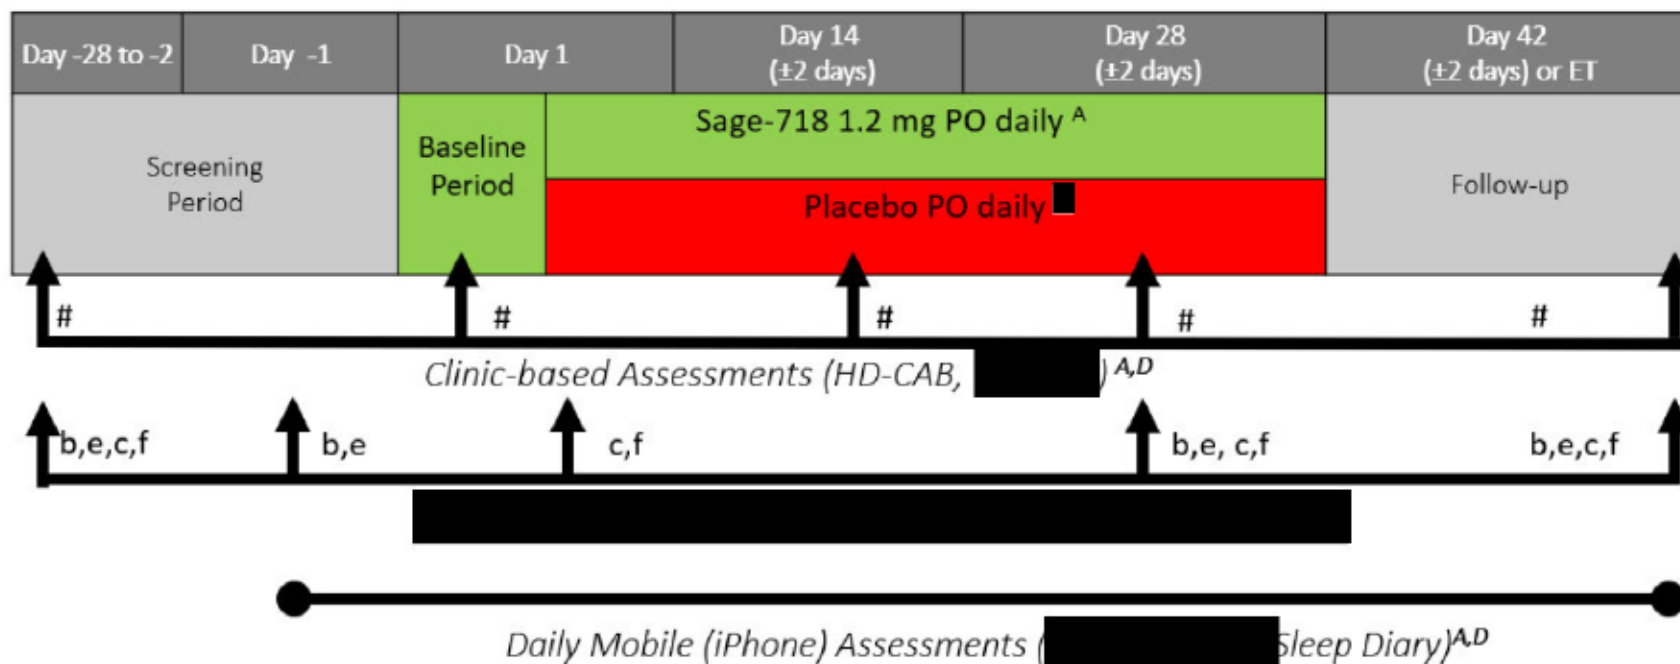 Day -28 to -2
Day -1
Day 1
Day 14
(±2 days)
Day 28
(±2 days)
Day 42
(±2 days) or ET
Screening
Period
Baseline
Period
Sage-718 1.2 mg PO daily A
Placebo PO daily
Follow-up
#
#
#
#
#
Clinic-based Assessments (HD-CAB, ) A,D
b,e,c,f
b,e
c,f
b,e, c,f
b,e,c,f
Daily Mobile (iPhone) Assessments ( Sleep Diary)A,D